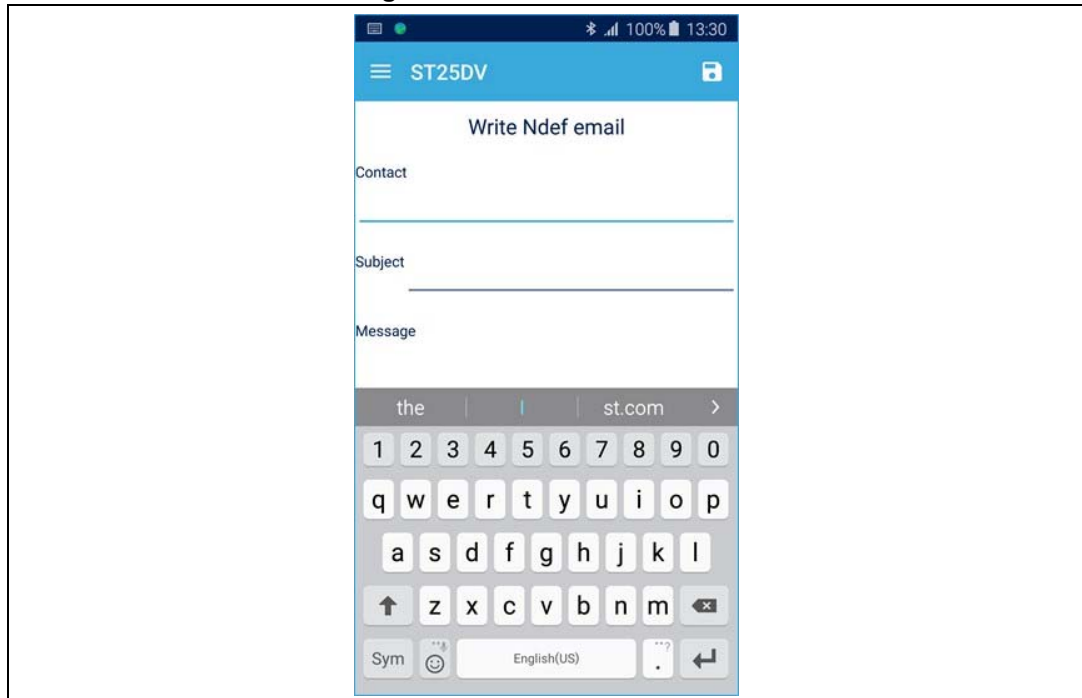 100% 13:30
ST25DV
Write Ndef email
Contact
Subject
Message
the I st.com >
1 2 3 4 5 6 7 8 9 0
q w e r t y u i o p
a s d f g h j k l
z x c v b n m
Sym English(US) .